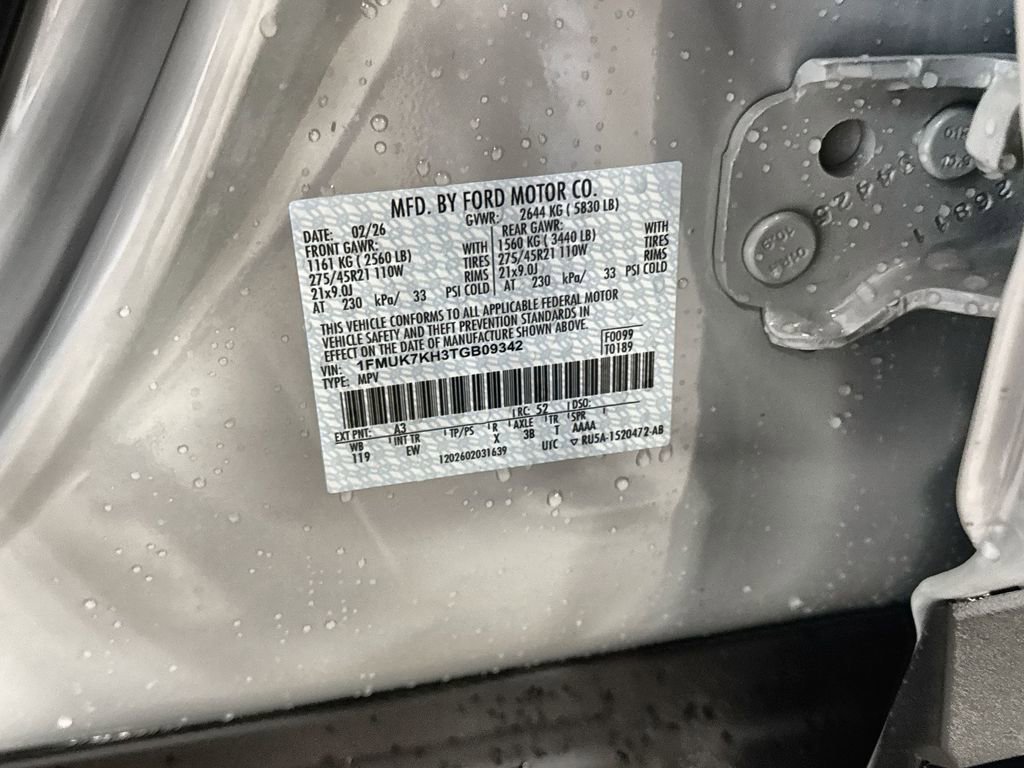 MFD. BY FORD MOTOR CO.
DATE: 02/26 GVWR: 2644 KG ( 5830 LB)
FRONT GAWR: REAR GAWR:
1161 KG ( 2560 LB) WITH 1560 KG ( 3440 LB) WITH
275/45R21 110W TIRES 275/45R21 110W TIRES
21x9.0J RIMS 21x9.0J RIMS
AT 230 kPa/ 33 PSI COLD AT 230 kPa/ 33 PSI COLD
THIS VEHICLE CONFORMS TO ALL APPLICABLE FEDERAL MOTOR
VEHICLE SAFETY AND THEFT PREVENTION STANDARDS IN
EFFECT ON THE DATE OF MANUFACTURE SHOWN ABOVE.
VIN: 1FMUK7KH3TGB09342 F0099
TYPE: MPV T0189
EXT PNT: A3 RC: 52 DSO:
WB INT TR TP/PS R AXLE TR SPR
119 EW X 3B T AAAA
1202602031639 UTC ▽ RU5A-1520472-AB
10.9